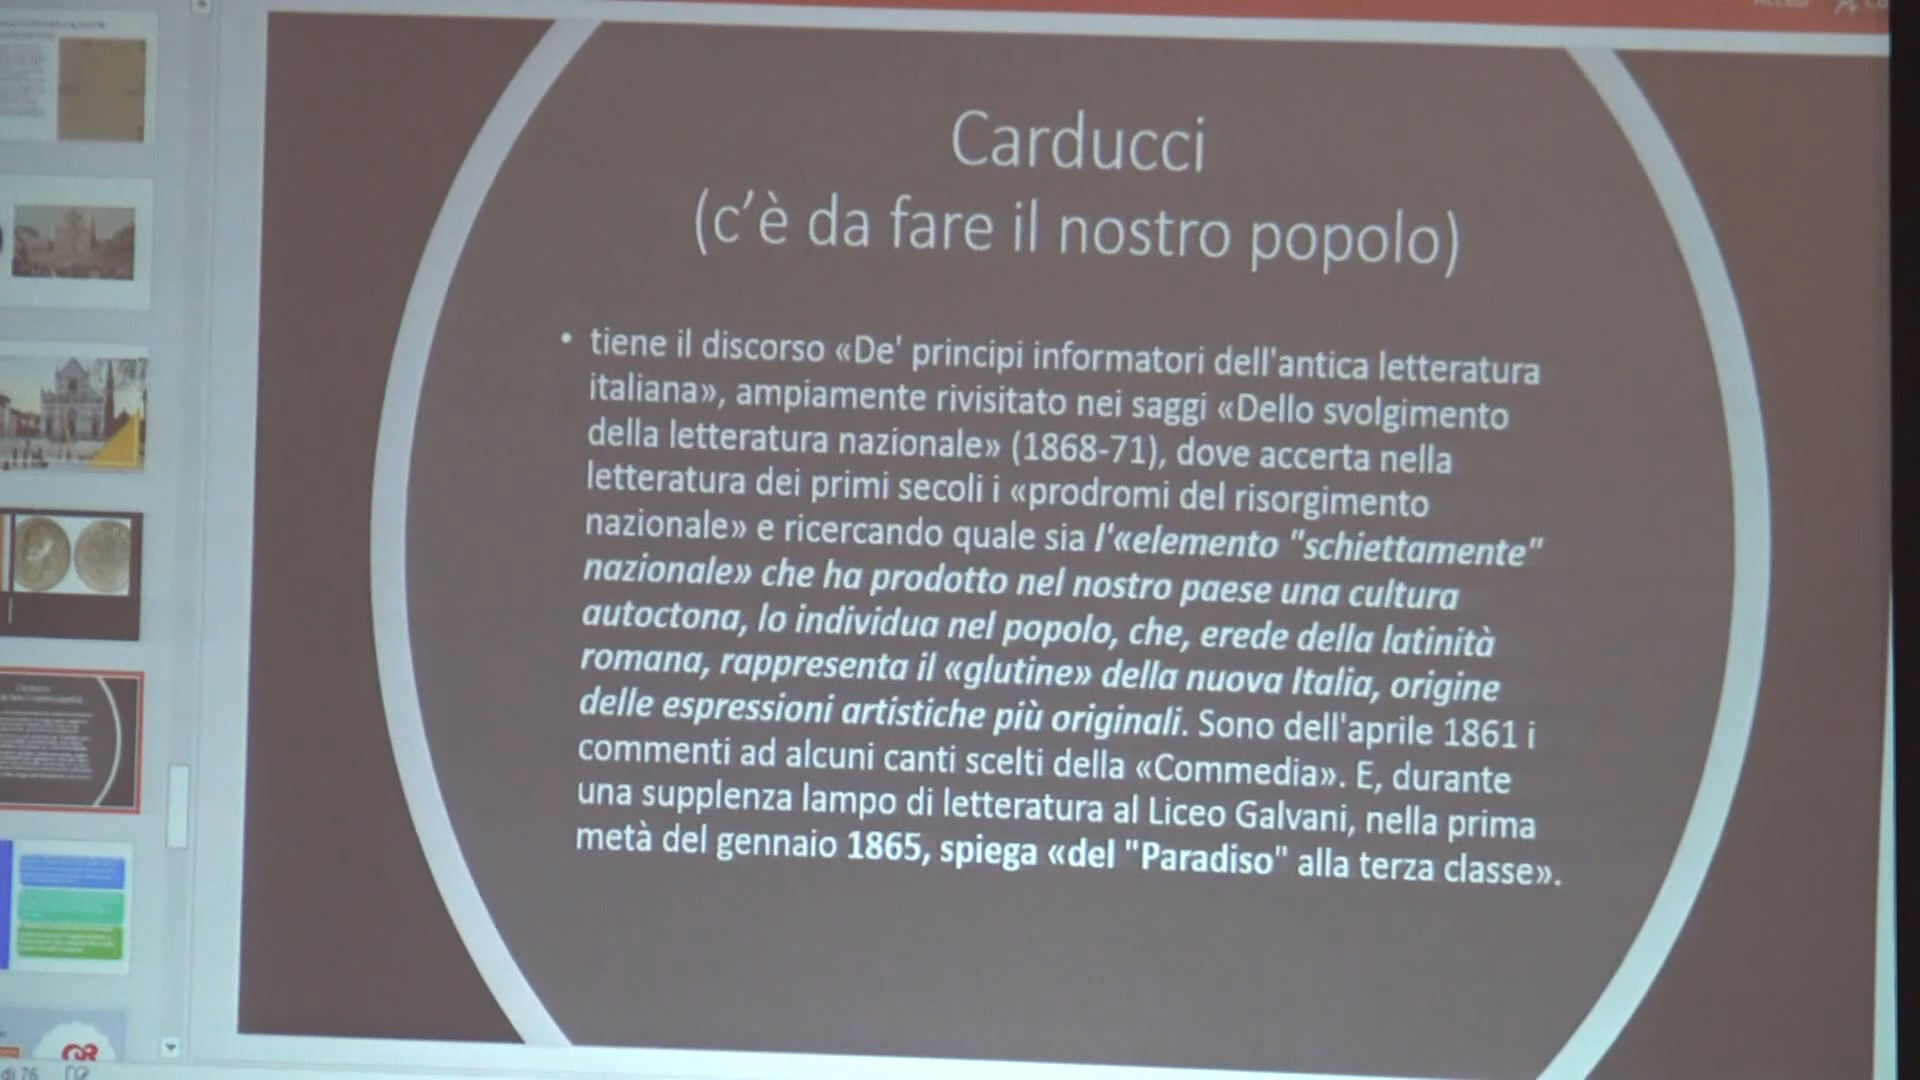 Carducci
(c'è da fare il nostro popolo)
• tiene il discorso «De' principi informatori dell'antica letteratura
italiana», ampiamente rivisitato nei saggi «Dello svolgimento
della letteratura nazionale» (1868-71), dove accerta nella
letteratura dei primi secoli i «prodromi del risorgimento
nazionale» e ricercando quale sia l'«elemento "schiettamente"
nazionale» che ha prodotto nel nostro paese una cultura
autoctona, lo individua nel popolo, che, erede della latinità
romana, rappresenta il «glutine» della nuova Italia, origine
delle espressioni artistiche più originali. Sono dell'aprile 1861 i
commenti ad alcuni canti scelti della «Commedia». E, durante
una supplenza lampo di letteratura al Liceo Galvani, nella prima
metà del gennaio 1865, spiega «del "Paradiso" alla terza classe».
di 76